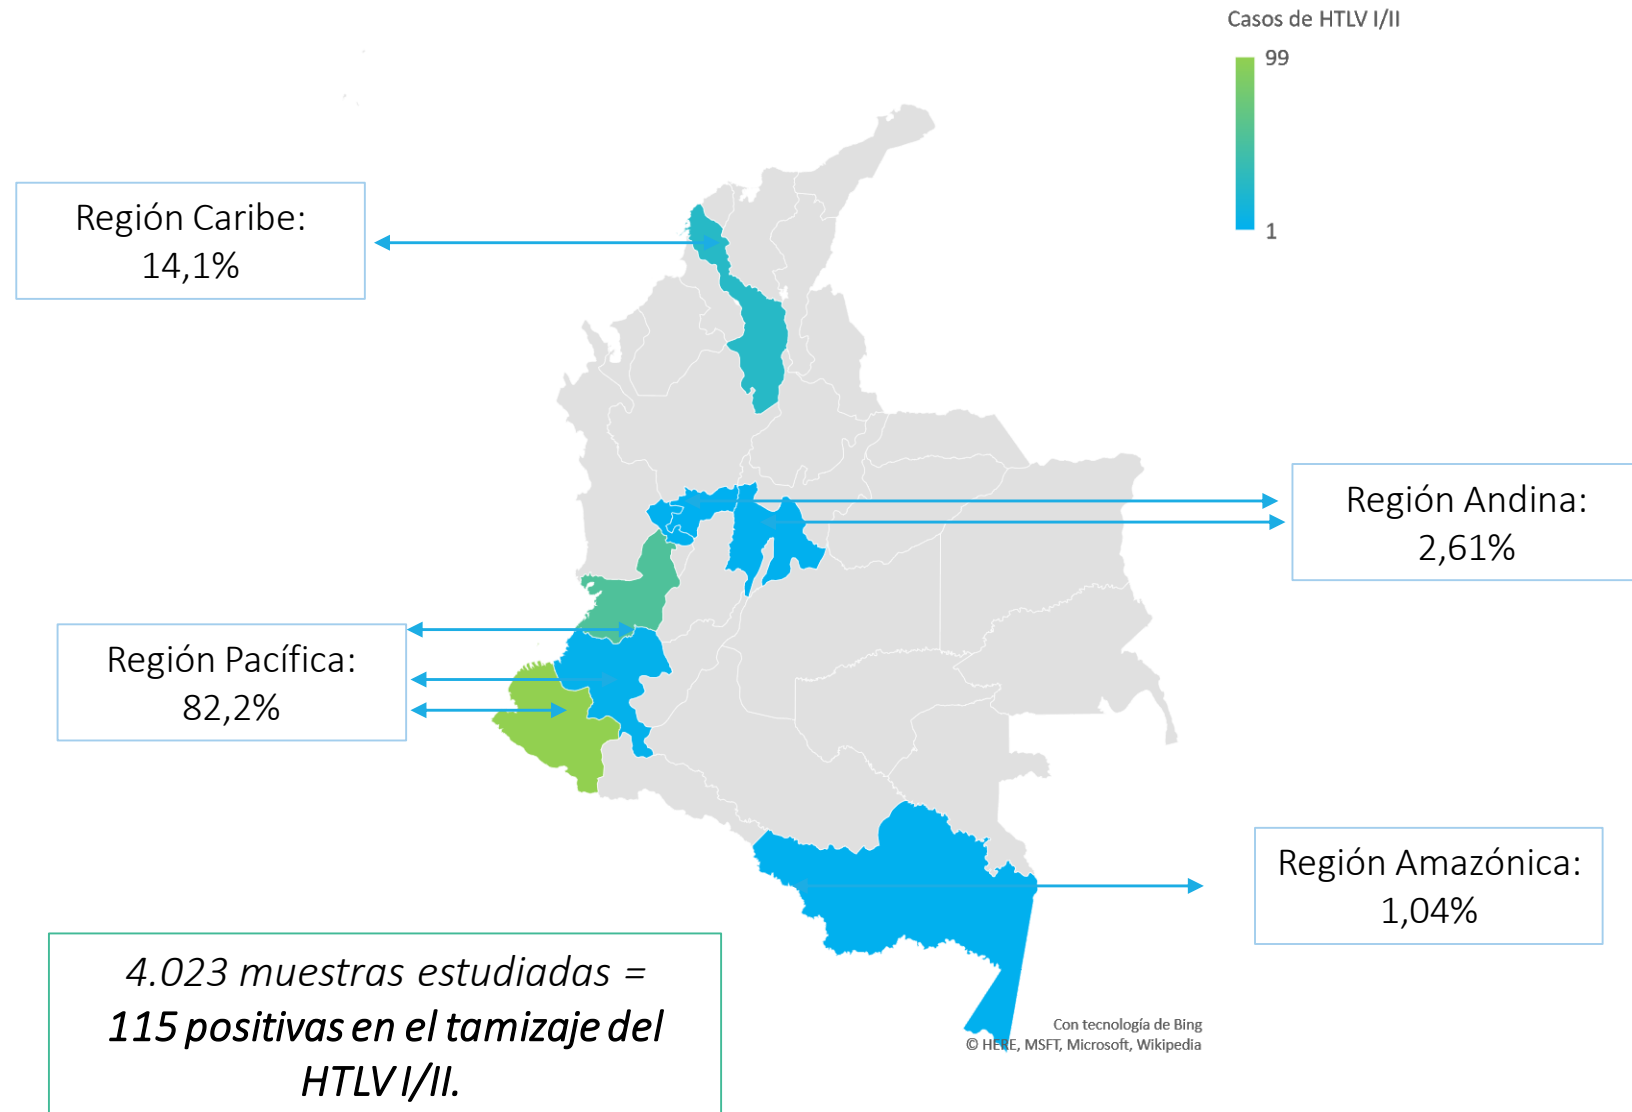 Casos de HTLV I/II
99
1
Región Caribe:
14,1%
Región Andina:
2,61%
Región Pacífica:
82,2%
Región Amazónica:
1,04%
4.023 muestras estudiadas =
115 positivas en el tamizaje del
HTLV I/II.
Con tecnología de Bing
© HERE, MSFT, Microsoft, Wikipedia